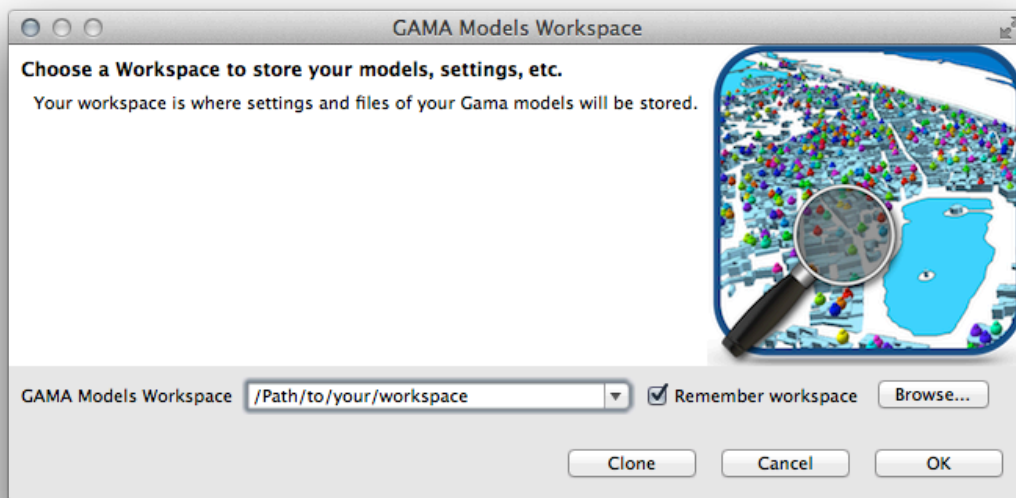 GAMA Models Workspace
Choose a Workspace to store your models, settings, etc.
Your workspace is where settings and files of your Gama models will be stored.
GAMA Models Workspace /Path/to/your/workspace Remember workspace Browse...
Clone Cancel OK